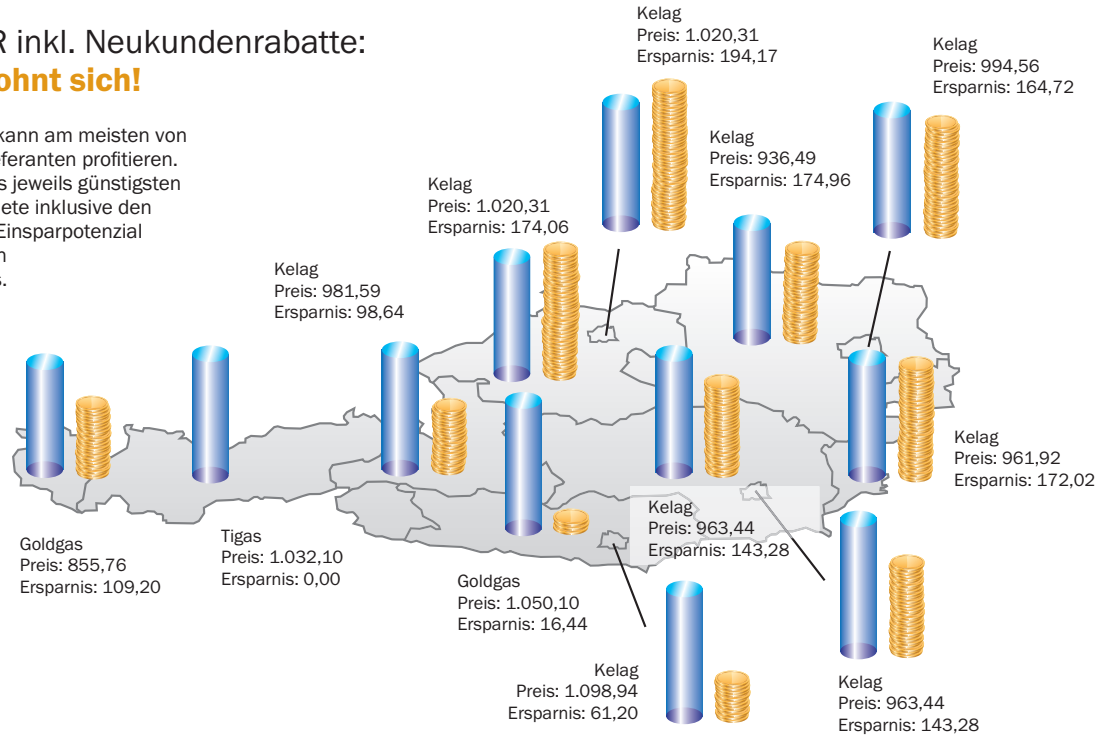 R inkl. Neukundenrabatte:
ohnt sich!
kann am meisten von
eferanten profitieren.
s jeweils günstigsten
ete inklusive den
Einsparpotenzial
n
s.
Kelag
Preis: 1.020,31
Ersparnis: 194,17
Kelag
Preis: 994,56
Ersparnis: 164,72
Kelag
Preis: 936,49
Ersparnis: 174,96
Kelag
Preis: 1.020,31
Ersparnis: 174,06
Kelag
Preis: 981,59
Ersparnis: 98,64
Kelag
Preis: 961,92
Ersparnis: 172,02
Kelag
Preis: 963,44
Ersparnis: 143,28
Goldgas
Preis: 855,76
Ersparnis: 109,20
Tigas
Preis: 1.032,10
Ersparnis: 0,00
Goldgas
Preis: 1.050,10
Ersparnis: 16,44
Kelag
Preis: 1.098,94
Ersparnis: 61,20
Kelag
Preis: 963,44
Ersparnis: 143,28